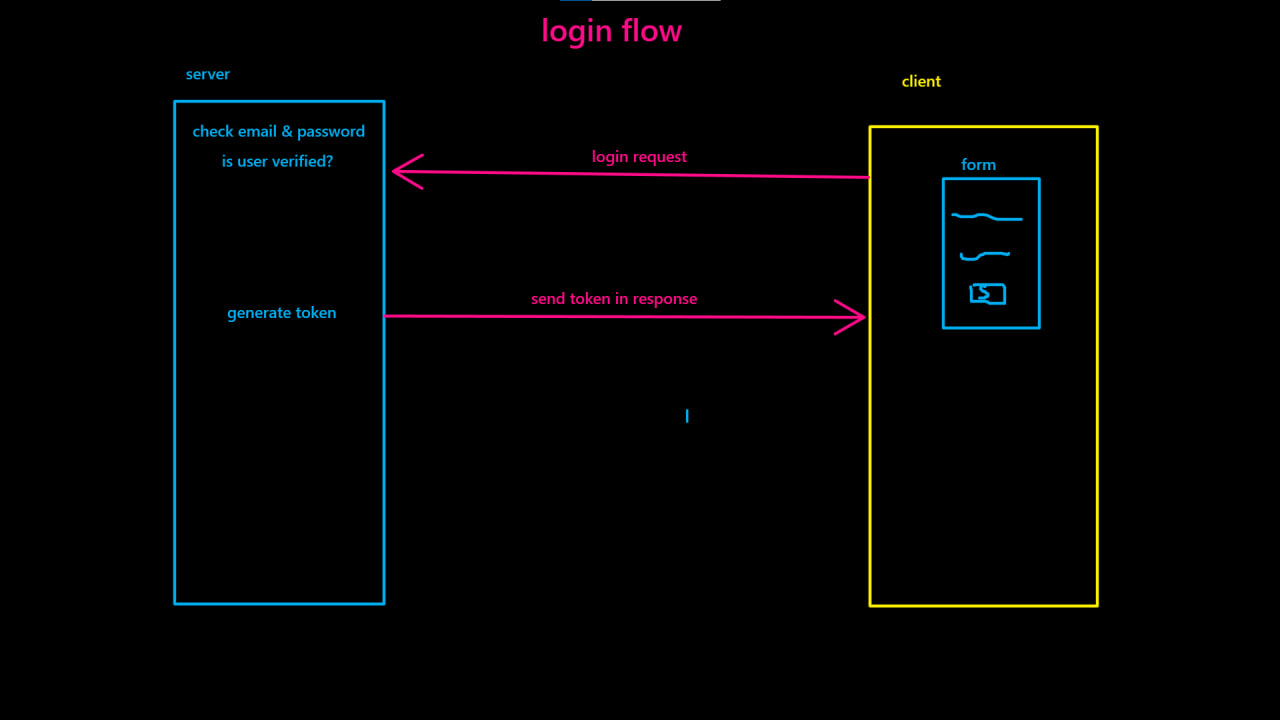 login flow
server
client
check email & password
is user verified?
login request
form
S
send token in response
generate token